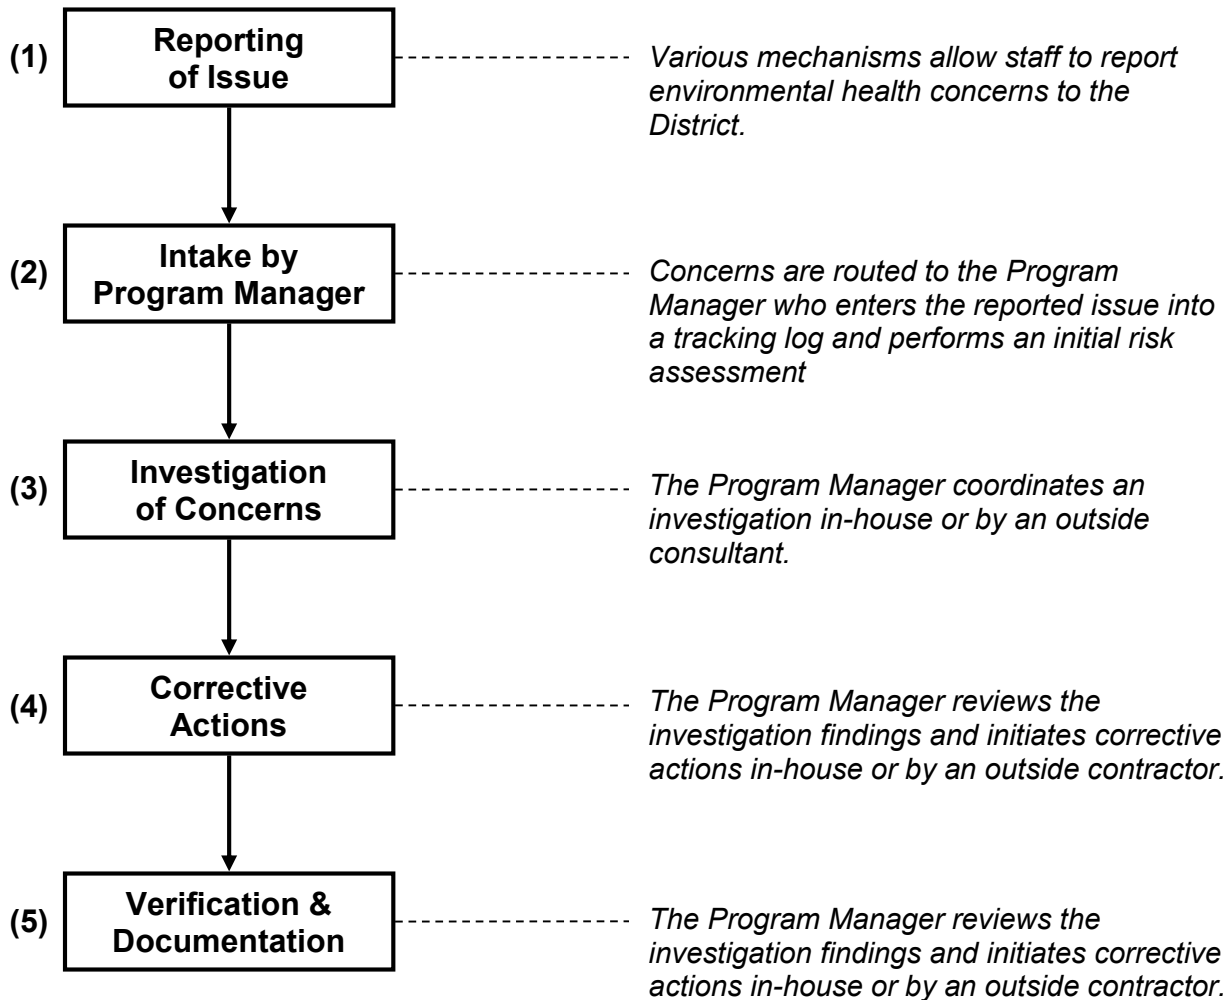 (1)
Reporting
of Issue
Various mechanisms allow staff to report
environmental health concerns to the
District.
(2)
Intake by
Program Manager
Concerns are routed to the Program
Manager who enters the reported issue into
a tracking log and performs an initial risk
assessment
(3)
Investigation
of Concerns
The Program Manager coordinates an
investigation in-house or by an outside
consultant.
(4)
Corrective
Actions
The Program Manager reviews the
investigation findings and initiates corrective
actions in-house or by an outside contractor.
(5)
Verification &
Documentation
The Program Manager reviews the
investigation findings and initiates corrective
actions in-house or by an outside contractor.